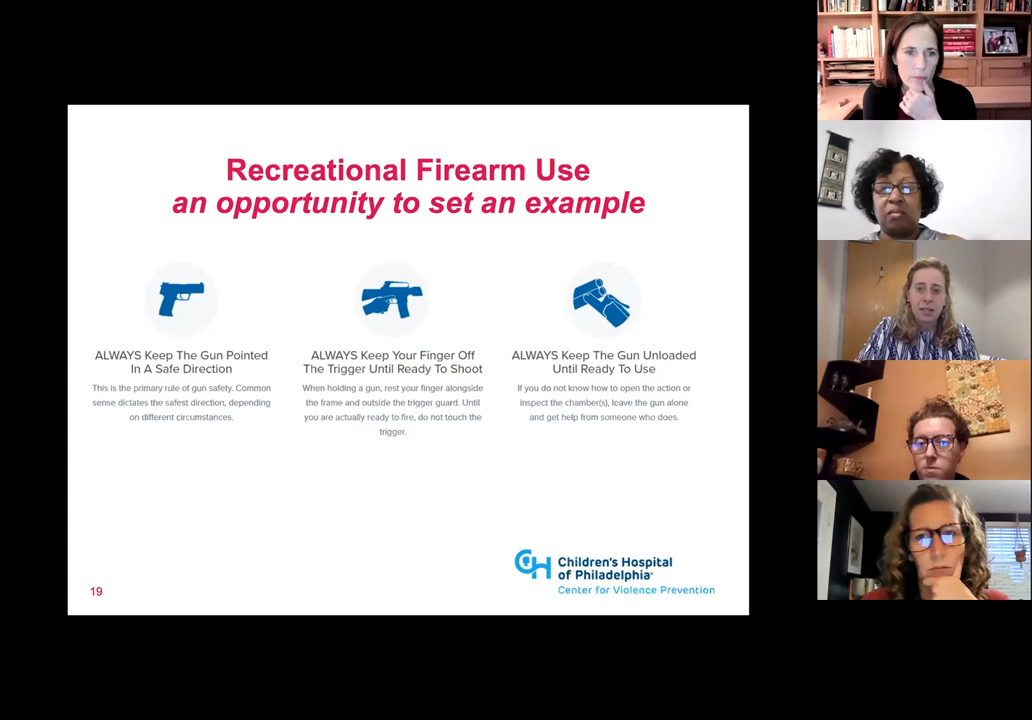 Recreational Firearm Use
an opportunity to set an example
ALWAYS Keep The Gun Pointed
In A Safe Direction
This is the primary rule of gun safety. Common
sense dictates the safest direction, depending
on different circumstances.
ALWAYS Keep Your Finger Off
The Trigger Until Ready To Shoot
When holding a gun, rest your finger alongside
the frame and outside the trigger guard. Until
you are actually ready to fire, do not touch the
trigger.
ALWAYS Keep The Gun Unloaded
Until Ready To Use
If you do not know how to open the action or
inspect the chamber(s), leave the gun alone
and get help from someone who does.
CH
Children's Hospital
of Philadelphia
Center for Violence Prevention
19